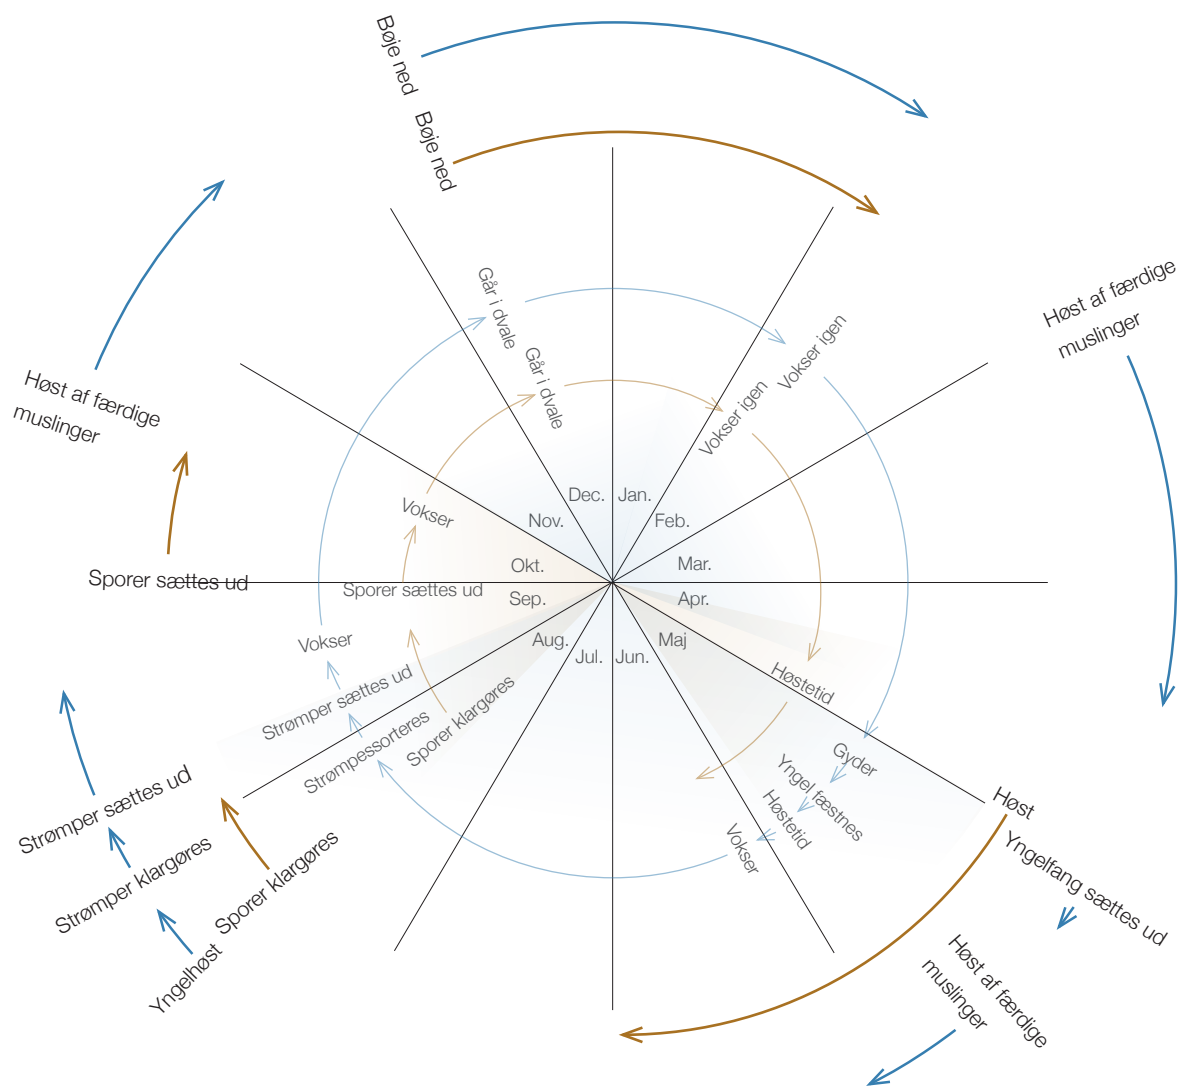 Bøje ned
Bøje ned
Høst af færdige
muslinger
Går i dvale
Går i dvale
Vokser igen
Vokser igen
Høst af færdige
muslinger
Dec.
Jan.
Nov.
Feb.
Vokser
Okt.
Mar.
Sporer sættes ud
Sporer sættes ud
Sep.
Apr.
Aug.
Maj
Jul.
Jun.
Vokser
Strømper sættes ud
Strømpessorteres
Sporer klargøres
Høstetid
Gyder
Yngel fæstnes
Høstetid
Vokser
Strømper sættes ud
Strømper klargøres
Sporer klargøres
Yngelhøst
Høst
Yngelfang sættes ud
Høst af færdige
muslinger